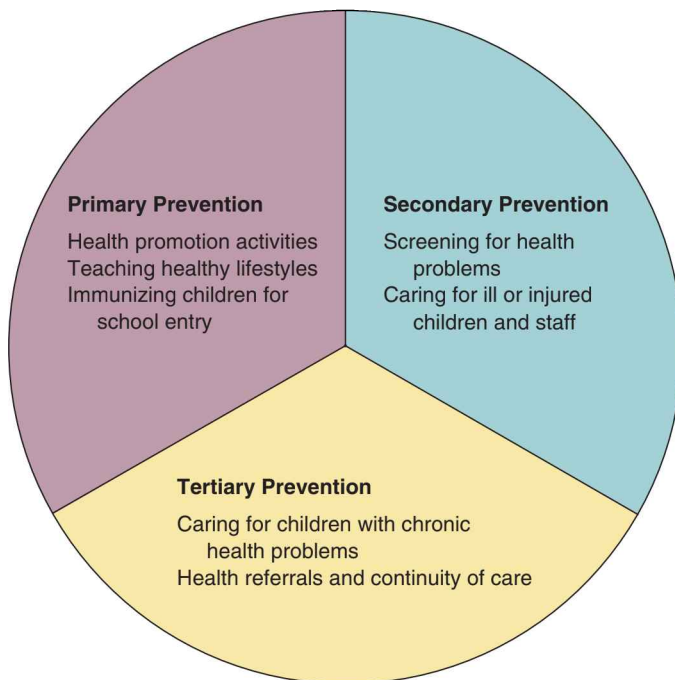 Primary Prevention
Health promotion activities
Teaching healthy lifestyles
Immunizing children for
school entry
Secondary Prevention
Screening for health
problems
Caring for ill or injured
children and staff
Tertiary Prevention
Caring for children with chronic
health problems
Health referrals and continuity of care